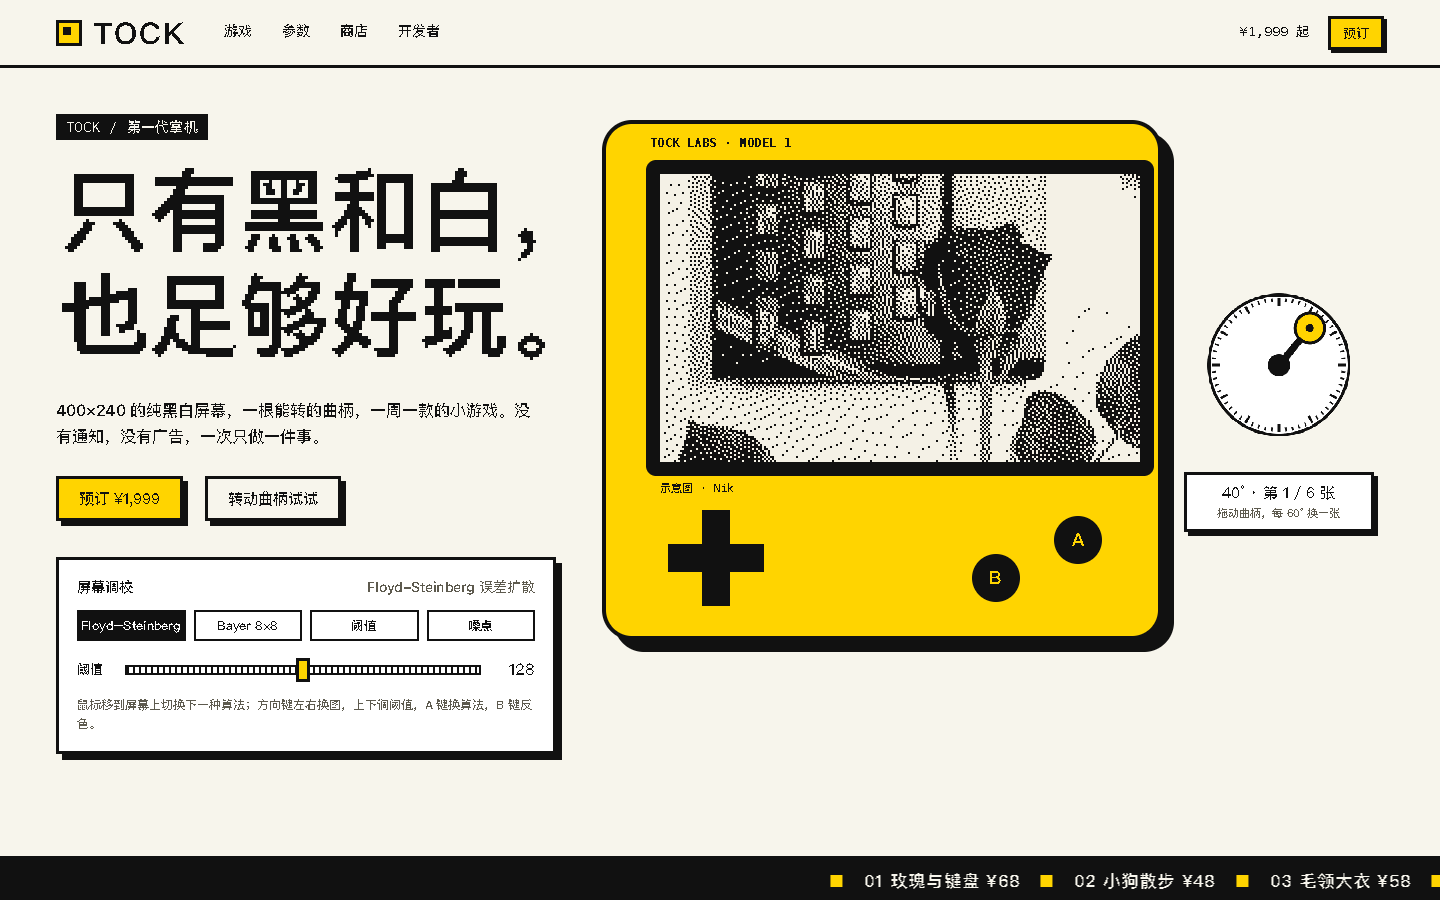 TOCK
游戏
参数
商店
开发者
¥1,999 起
预订
TOCK / 第一代掌机
只有黑和白，
也足够好玩。
400×240 的纯黑白屏幕，一根能转的曲柄，一周一款的小游戏。没
有通知，没有广告，一次只做一件事。
预订 ¥1,999
转动曲柄试试
屏幕调校
Floyd–Steinberg 误差扩散
Floyd–Steinberg
Bayer 8×8
阈值
噪点
阈值
128
鼠标移到屏幕上切换下一种算法；方向键左右换图，上下调阈值，A 键换算法，B 键反
色。
TOCK LABS · MODEL 1
示意图 · Nik
A
B
40° · 第 1 / 6 张
拖动曲柄，每 60° 换一张
01 玫瑰与键盘 ¥68
02 小狗散步 ¥48
03 毛领大衣 ¥58